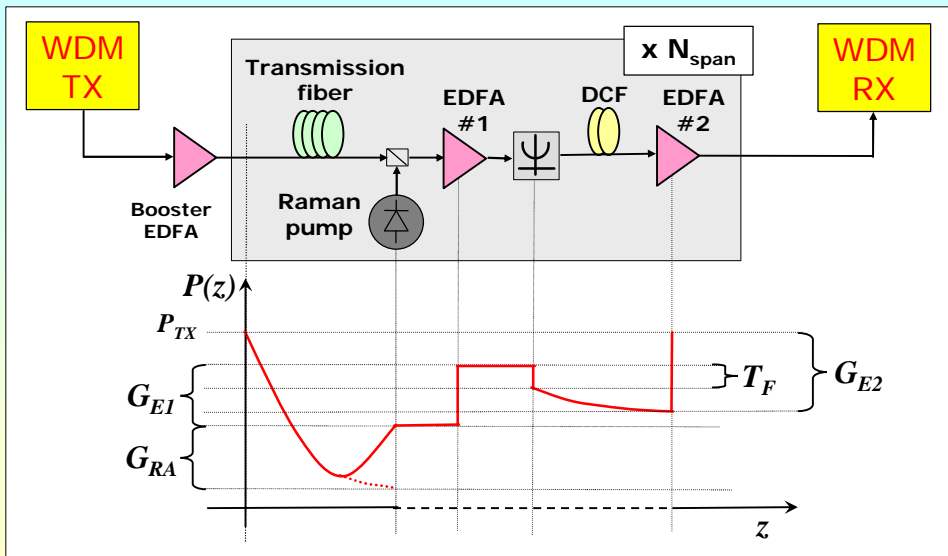 WDM
TX
WDM
RX
x N_span
Transmission
fiber
EDFA
#1
DCF
EDFA
#2
Booster
EDFA
Raman
pump
P(z)
P_TX
G_E1
G_RA
T_F
G_E2
z